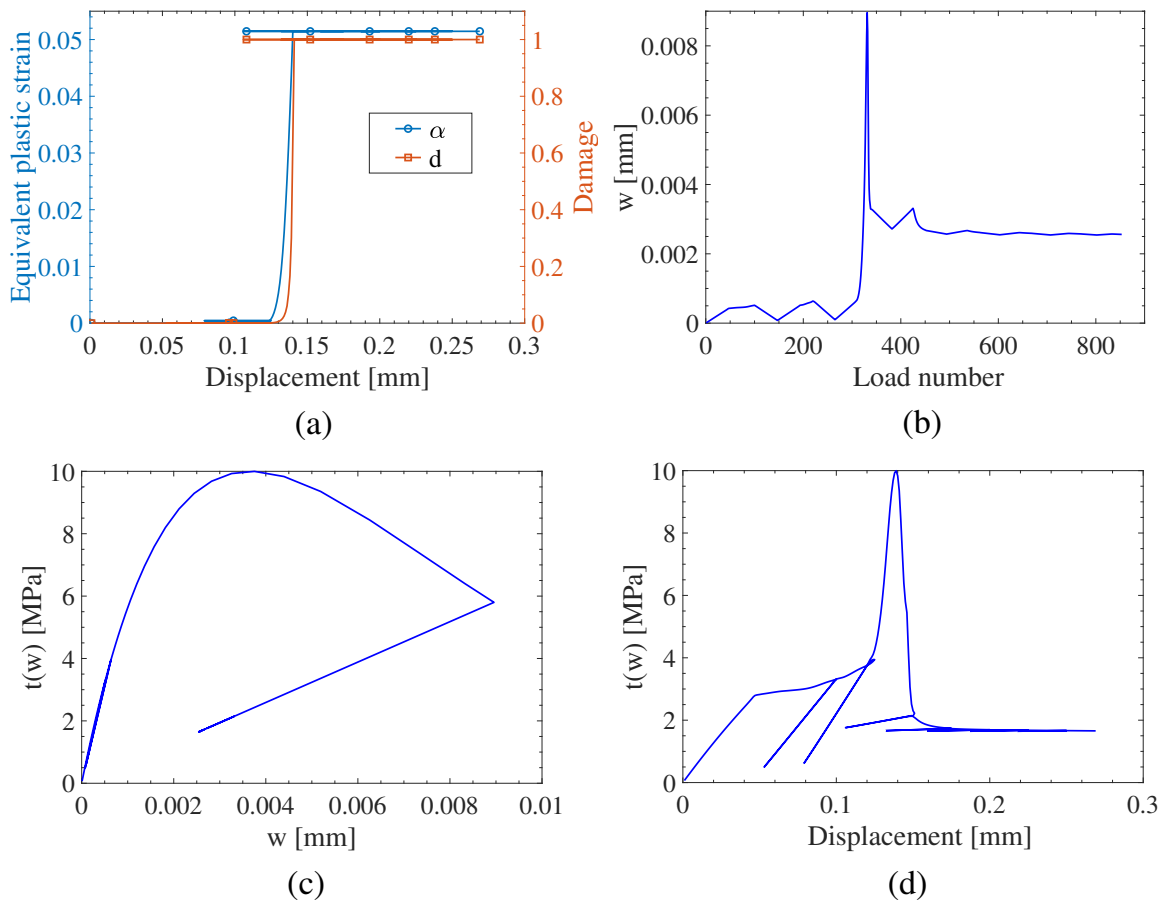 Equivalent plastic strain
0.05
0.04
0.03
0.02
0.01
0
α
d
1
0.8
0.6
0.4
0.2
0
Damage
0 0.05 0.1 0.15 0.2 0.25 0.3
Displacement [mm]
(a)
w [mm]
0.008
0.006
0.004
0.002
0
0 200 400 600 800
Load number
(b)
t(w) [MPa]
10
8
6
4
2
0
0 0.002 0.004 0.006 0.008 0.01
w [mm]
(c)
t(w) [MPa]
10
8
6
4
2
0
0 0.1 0.2 0.3
Displacement [mm]
(d)